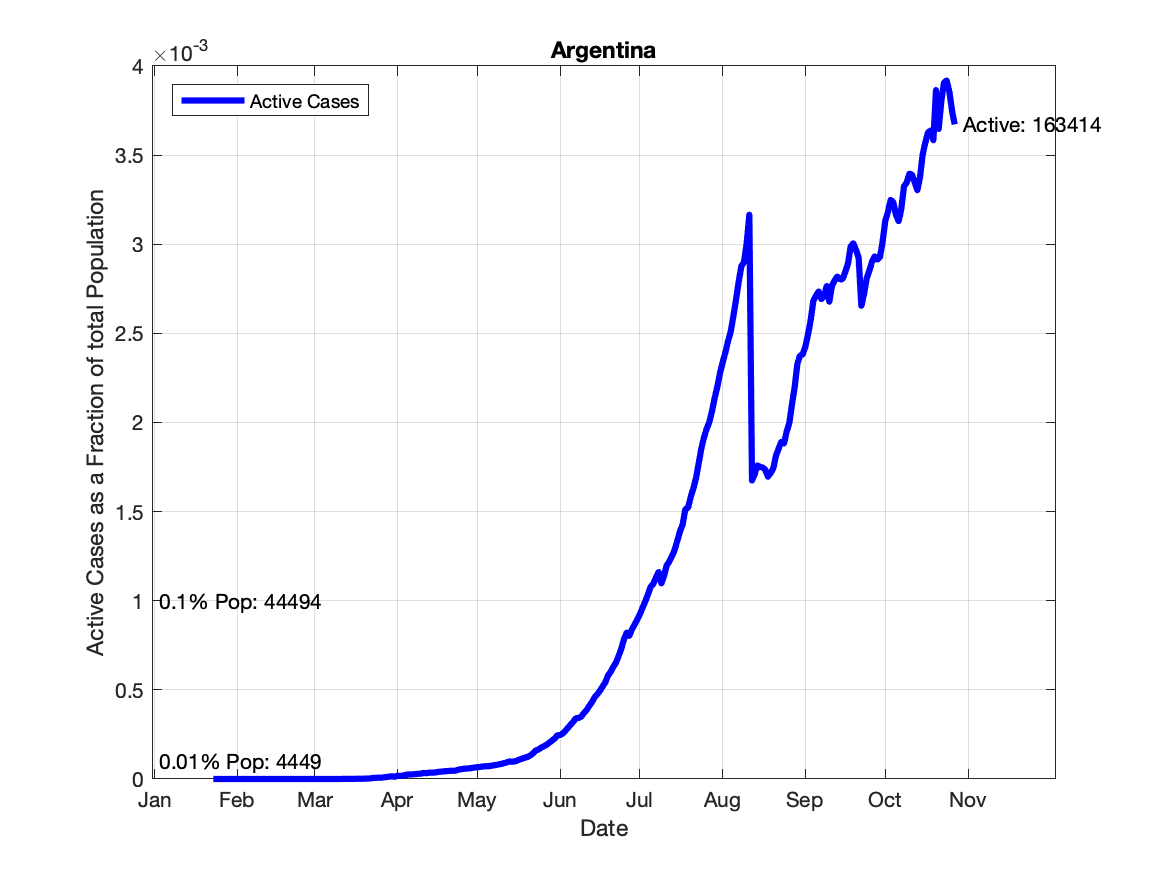 Argentina
×10-3
Active Cases
4
Active: 163414
3.5
3
2.5
2
1.5
1
0.1% Pop: 44494
0.5
0.01% Pop: 4449
0
Active Cases as a Fraction of total Population
Jan Feb Mar Apr May Jun Jul Aug Sep Oct Nov
Date